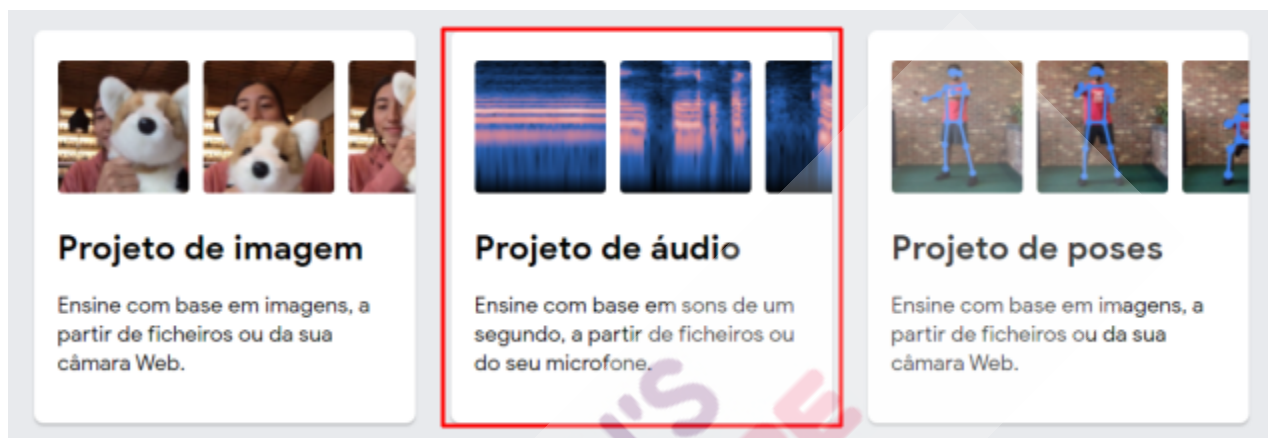 Projeto de imagem
Ensine com base em imagens, a
partir de ficheiros ou da sua
câmara Web.
Projeto de áudio
Ensine com base em sons de um
segundo, a partir de ficheiros ou
do seu microfone.
Projeto de poses
Ensine com base em imagens, a
partir de ficheiros ou da sua
câmara Web.